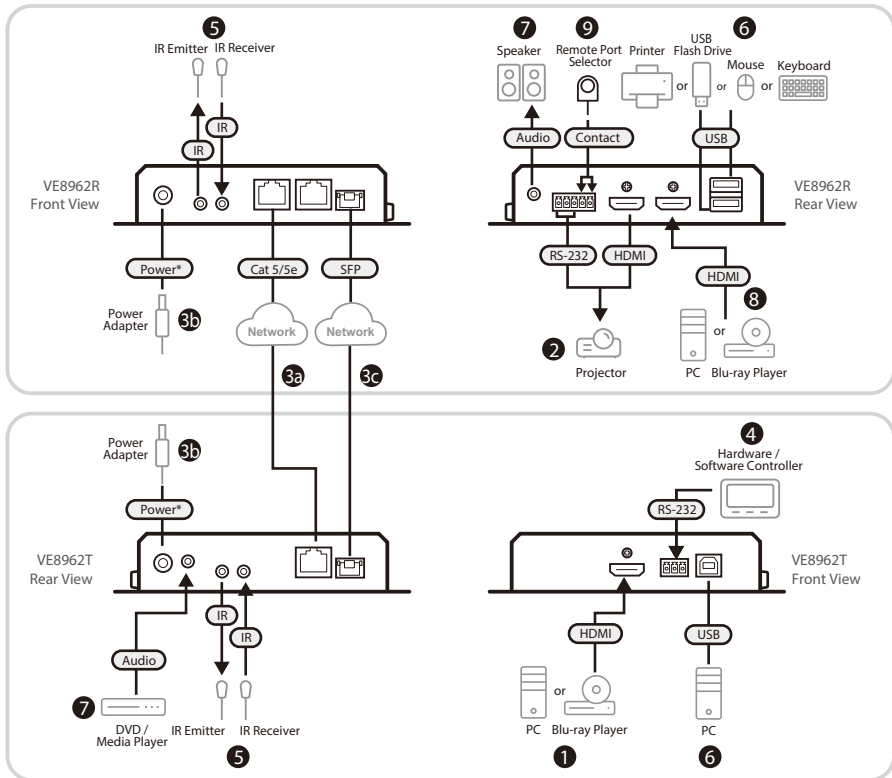 5
IR Emitter IR Receiver
IR
IR
VE8962R
Front View
Power*
Cat 5/5e
SFP
Power
Adapter
3b
Network
Network
3a
3c
7
Speaker
9
Remote Port
Selector
Printer
6
USB
Flash Drive
Mouse
Keyboard
or
or
or
Audio
Contact
USB
VE8962R
Rear View
RS-232
HDMI
HDMI
8
2
Projector
or
PC
Blu-ray Player
Power
Adapter
3b
Power*
VE8962T
Rear View
IR
IR
Audio
7
DVD /
Media Player
IR Emitter
IR Receiver
5
4
Hardware /
Software Controller
RS-232
VE8962T
Front View
HDMI
USB
or
PC
Blu-ray Player
PC
1
6